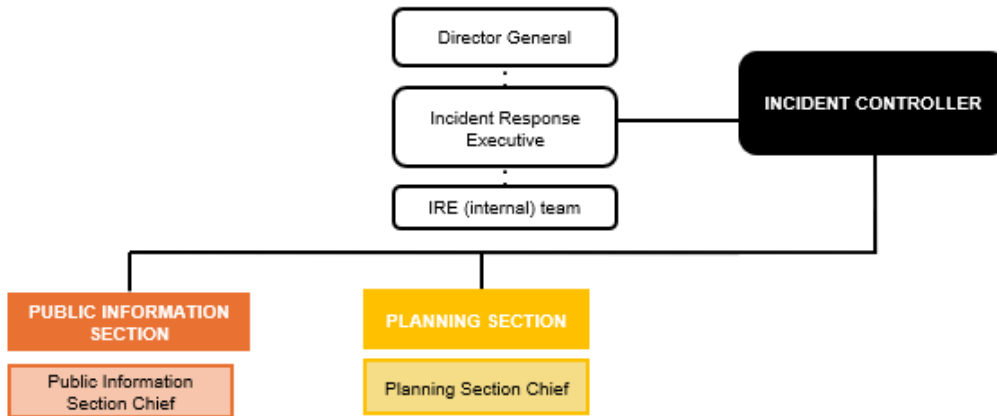 Director General
Incident Response
Executive
INCIDENT CONTROLLER
IRE (internal) team
PUBLIC INFORMATION
SECTION
PLANNING SECTION
Public Information
Section Chief
Planning Section Chief